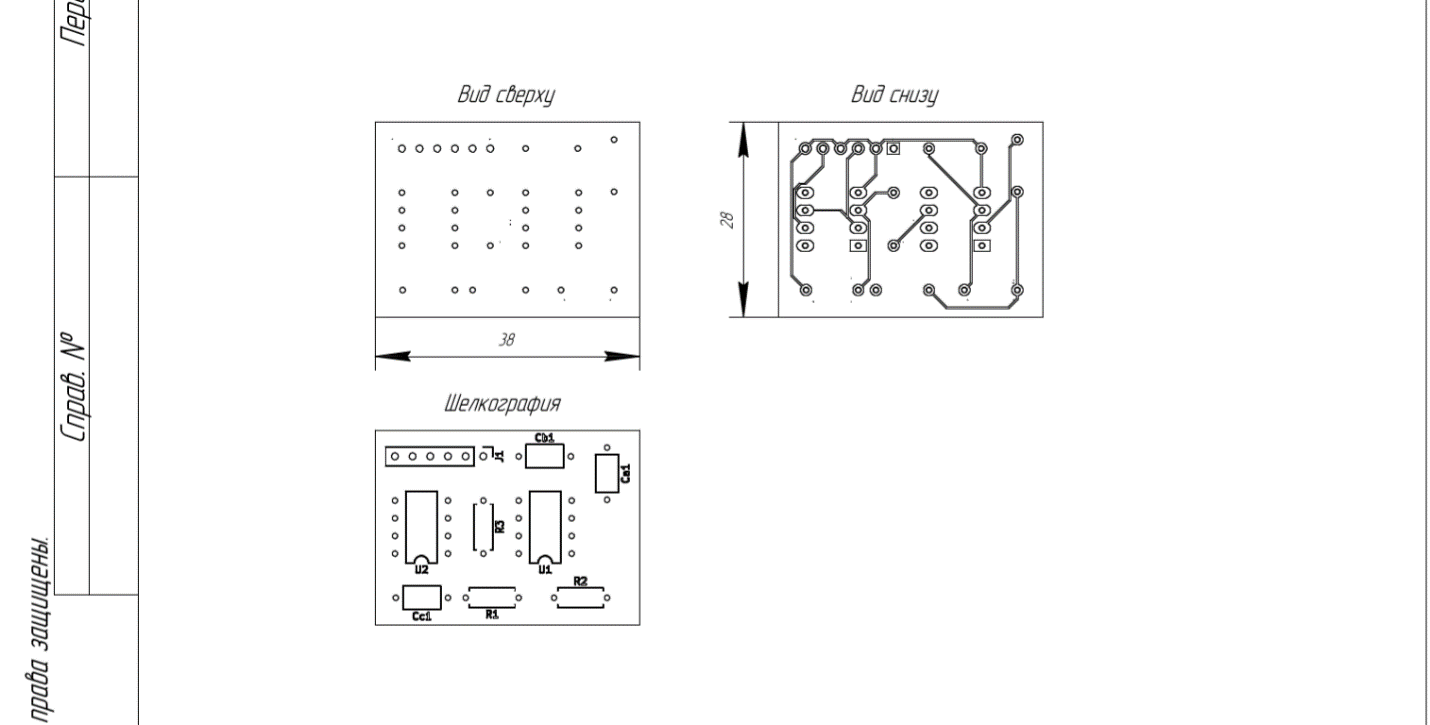 Пер
Справ. №
права защищены.
Вид сверху
Вид снизу
28
38
Шелкография
Cb1
J1
Ca1
R3
U2
U1
R2
Cc1
R1